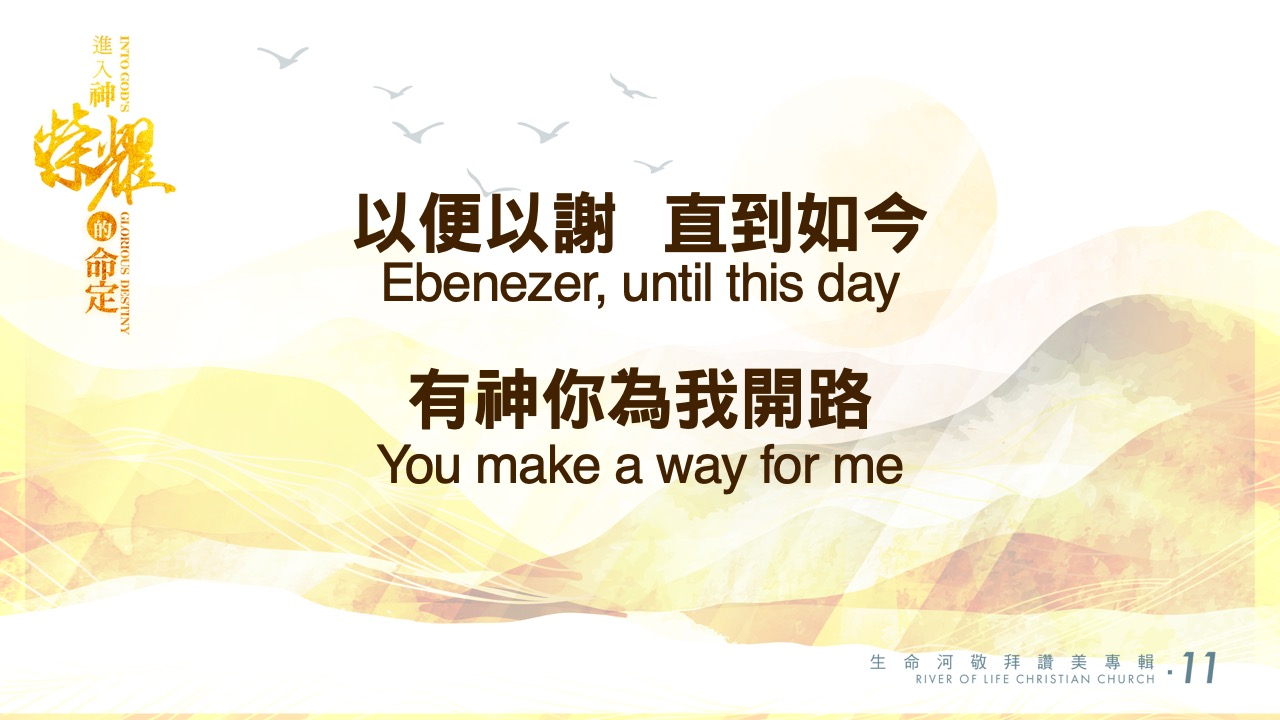 進入神
榮耀
的
命定
INTO GOD'S
GLORIOUS DESTINY
以便以謝 直到如今
Ebenezer, until this day
有神你為我開路
You make a way for me
生命河敬拜讚美專輯
RIVER OF LIFE CHRISTIAN CHURCH
·11